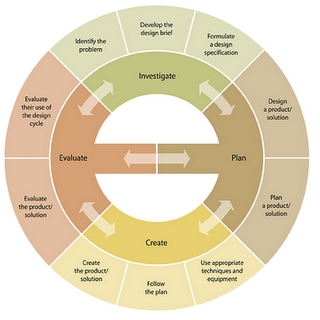 Identify the
problem
Develop the
design brief
Formulate
a design
specification
Investigate
Evaluate
their use of
the design
cycle
Design
a product/
solution
Evaluate
Plan
Evaluate
the product/
solution
Plan
a product/
solution
Create
Create
the product/
solution
Follow
the plan
Use appropriate
techniques and
equipment